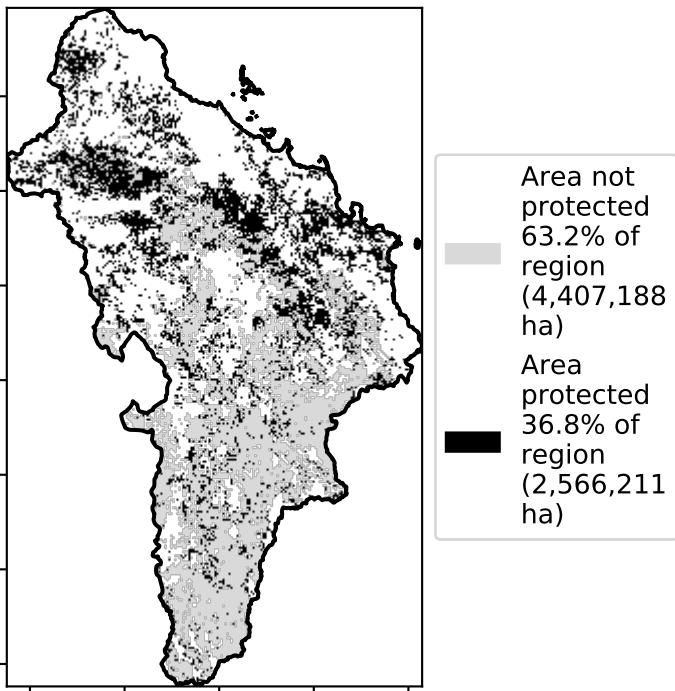 Area not
protected
63.2% of
region
(4,407,188
ha)
Area
protected
36.8% of
region
(2,566,211
ha)